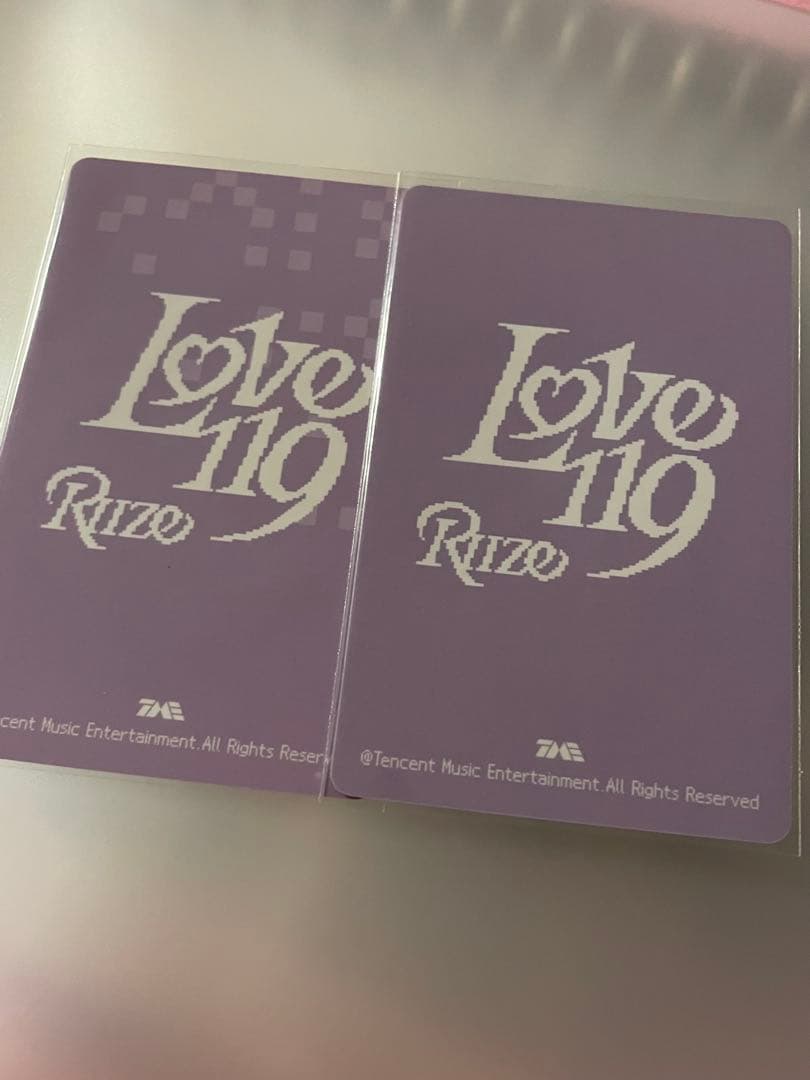 Love
119
RIIZE
TME
cent Music Entertainment.All Rights Reser
Love
119
RIIZE
TME
@Tencent Music Entertainment.All Rights Reserved